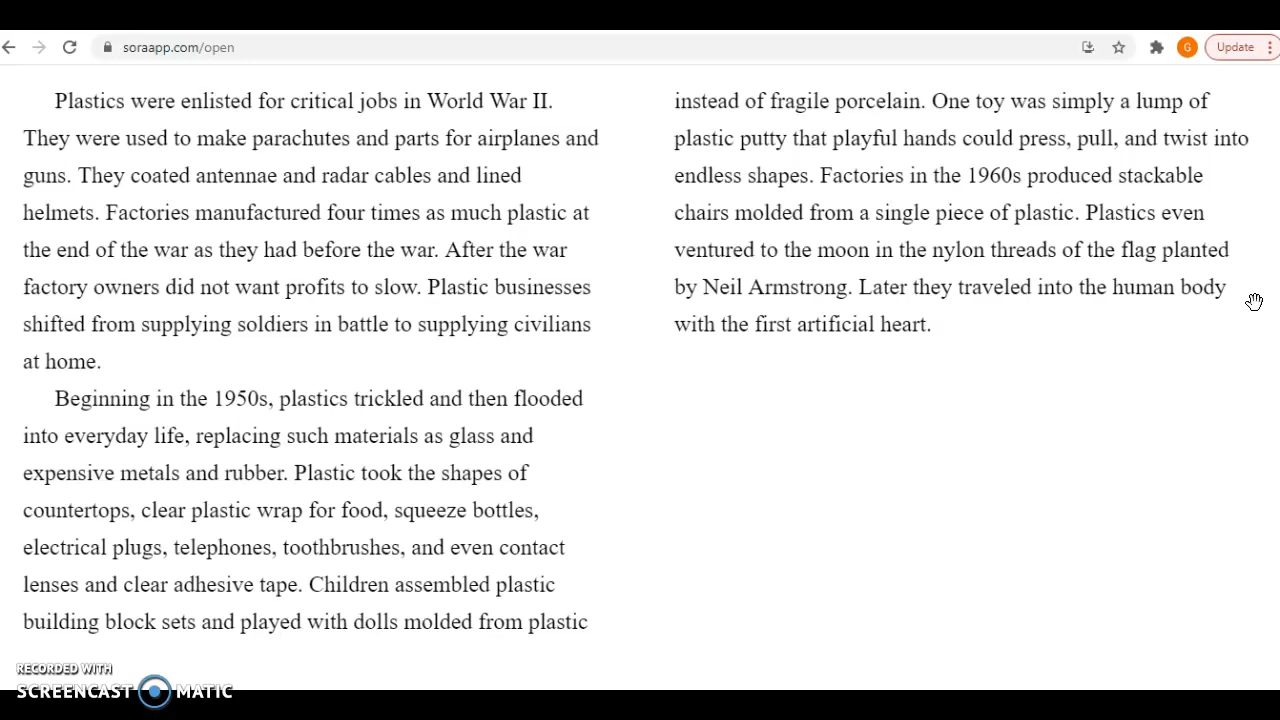 soraapp.com/open
G
Update
Plastics were enlisted for critical jobs in World War II.
They were used to make parachutes and parts for airplanes and
guns. They coated antennae and radar cables and lined
helmets. Factories manufactured four times as much plastic at
the end of the war as they had before the war. After the war
factory owners did not want profits to slow. Plastic businesses
shifted from supplying soldiers in battle to supplying civilians
at home.
Beginning in the 1950s, plastics trickled and then flooded
into everyday life, replacing such materials as glass and
expensive metals and rubber. Plastic took the shapes of
countertops, clear plastic wrap for food, squeeze bottles,
electrical plugs, telephones, toothbrushes, and even contact
lenses and clear adhesive tape. Children assembled plastic
building block sets and played with dolls molded from plastic
instead of fragile porcelain. One toy was simply a lump of
plastic putty that playful hands could press, pull, and twist into
endless shapes. Factories in the 1960s produced stackable
chairs molded from a single piece of plastic. Plastics even
ventured to the moon in the nylon threads of the flag planted
by Neil Armstrong. Later they traveled into the human body
with the first artificial heart.
RECORDED WITH
SCREENCAST MATIC